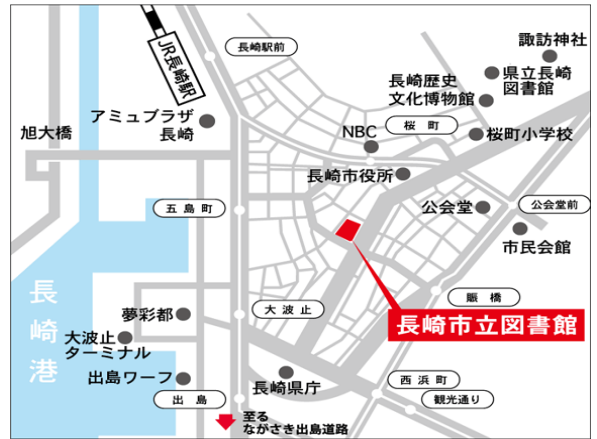 JR長崎駅
長崎駅前
諏訪神社
県立長崎
図書館
長崎歴史
文化博物館
アミュプラザ
長崎
旭大橋
NBC
桜町
桜町小学校
長崎市役所
五島町
公会堂
公会堂前
市民会館
長崎港
夢彩都
大波止
賑橋
長崎市立図書館
大波止
ターミナル
出島ワーフ
長崎県庁
西浜町
観光通り
出島
至る
ながさき出島道路